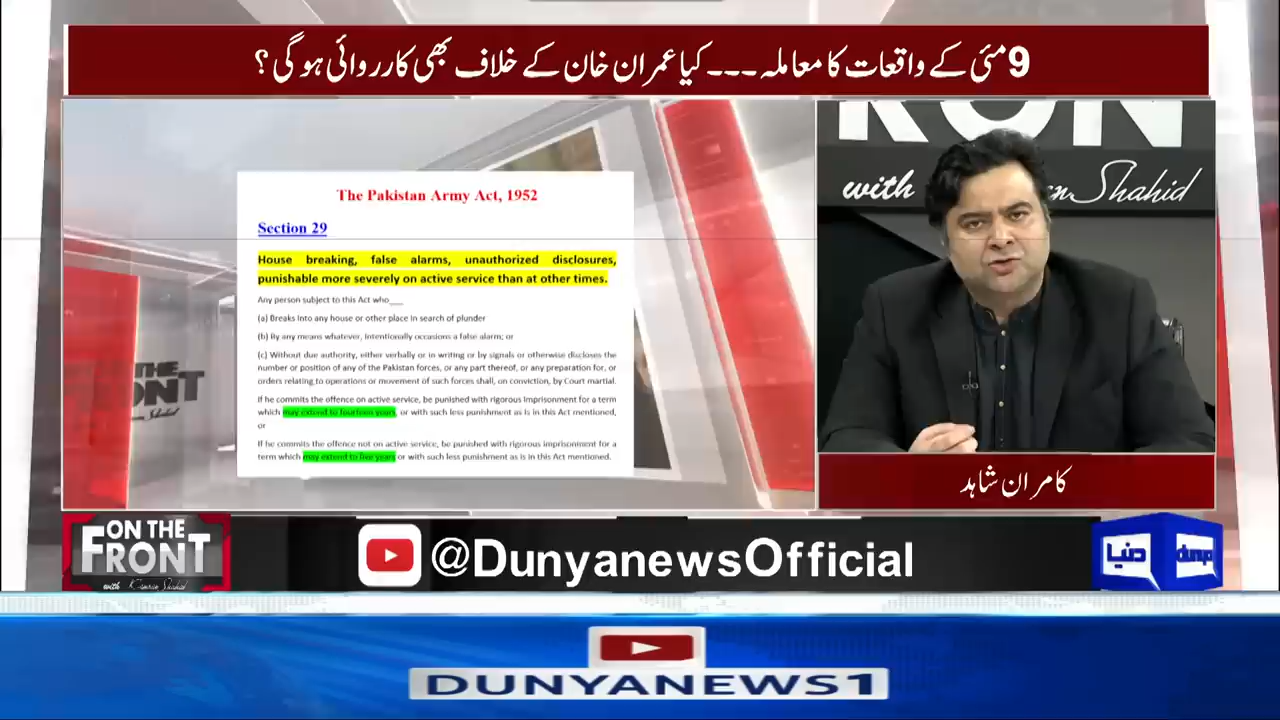 9 مئی کے واقعات کا معاملہ ۔۔۔ کیا عمران خان کے خلاف بھی کارروائی ہوگی؟
RON
with Shahid
The Pakistan Army Act, 1952
Section 29
House breaking, false alarms, unauthorized disclosures,
punishable more severely on active service than at other times.
Any person subject to this Act who___
(a) Breaks into any house or other place in search of plunder
(b) By any means whatever, intentionally occasions a false alarm; or
(c) Without due authority, either verbally or in writing or by signals or otherwise discloses the
number or position of any of the Pakistan forces, or any part thereof, or any preparation for, or
orders relating to operations or movement of such forces shall, on conviction, by Court martial.
If he commits the offence on active service, be punished with rigorous imprisonment for a term
which may extend to fourteen years, or with such less punishment as is in this Act mentioned,
or
If he commits the offence not on active service, be punished with rigorous imprisonment for a
term which may extend to five years or with such less punishment as is in this Act mentioned.
THE
ONT
کامران شاہد
ON THE
FRONT
with Kamran Shahid
@DunyanewsOfficial
دنیا
DUNYANEWS1